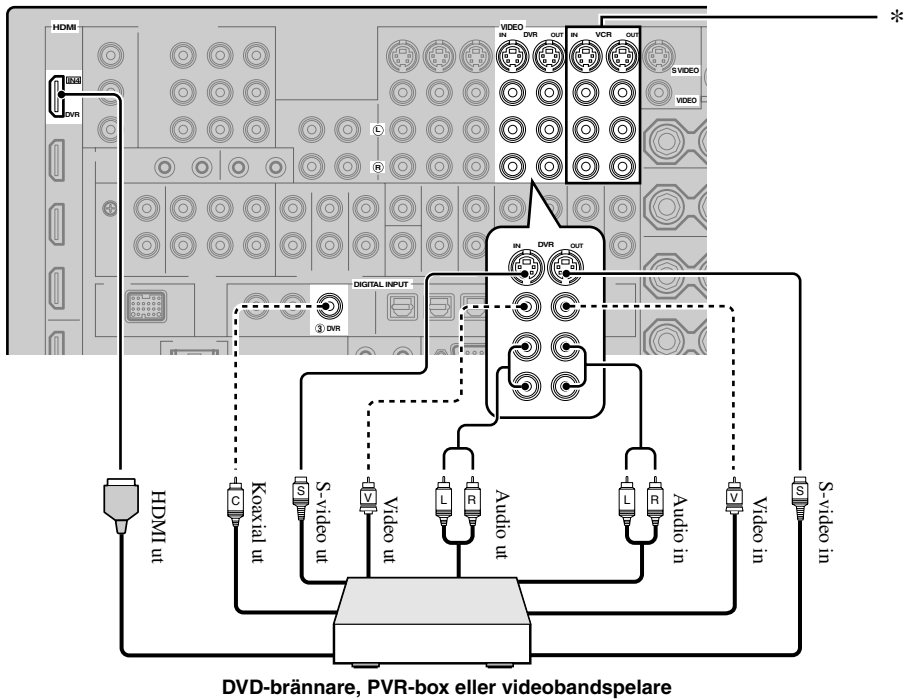 *
HDMI
VIDEO
IN DVR OUT
IN VCR OUT
IN4
DVR
S VIDEO
VIDEO
L
R
IN DVR OUT
DIGITAL INPUT
3 DVR
C
S
V
L
R
L
R
V
S
HDMI ut
Koaxial ut
S-video ut
Video ut
Audio ut
Audio in
Video in
S-video in
DVD-brännare, PVR-box eller videobandspelare